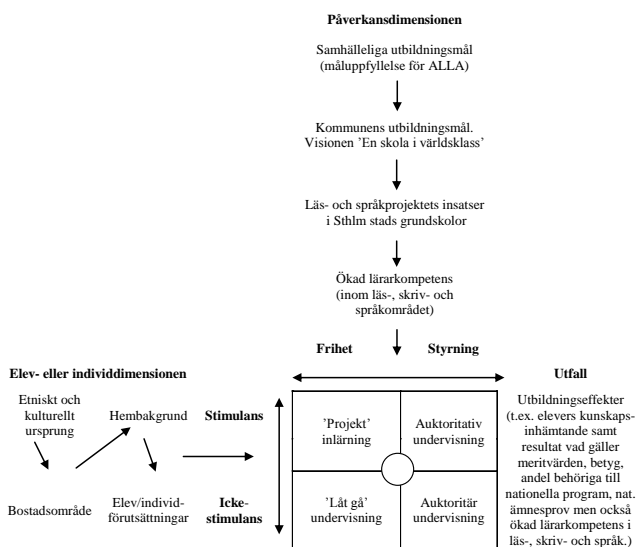 Påverkansdimensionen
Samhälleliga utbildningsmål
(måluppfyllelse för ALLA)
Kommunens utbildningsmål.
Visionen 'En skola i världsklass'
Läs- och språkprojektets insatser
i Sthlm stads grundskolor
Ökad lärarkompetens
(inom läs-, skriv- och
språkområdet)
Frihet
Styrning
Elev- eller individdimensionen
Etniskt och
kulturellt
ursprung
Hembakgrund
Bostadsområde
Elev/individ-
förutsättningar
Stimulans
Icke-
stimulans
'Projekt'
inlärning
Auktoritativ
undervisning
'Låt gå'
undervisning
Auktoritär
undervisning
Utfall
Utbildningseffekter
(t.ex. elevers kunskaps-
inhämtande samt
resultat vad gäller
meritvärden, betyg,
andel behöriga till
nationella program, nat.
ämnesprov men också
ökad lärarkompetens i
läs-, skriv- och språk.)